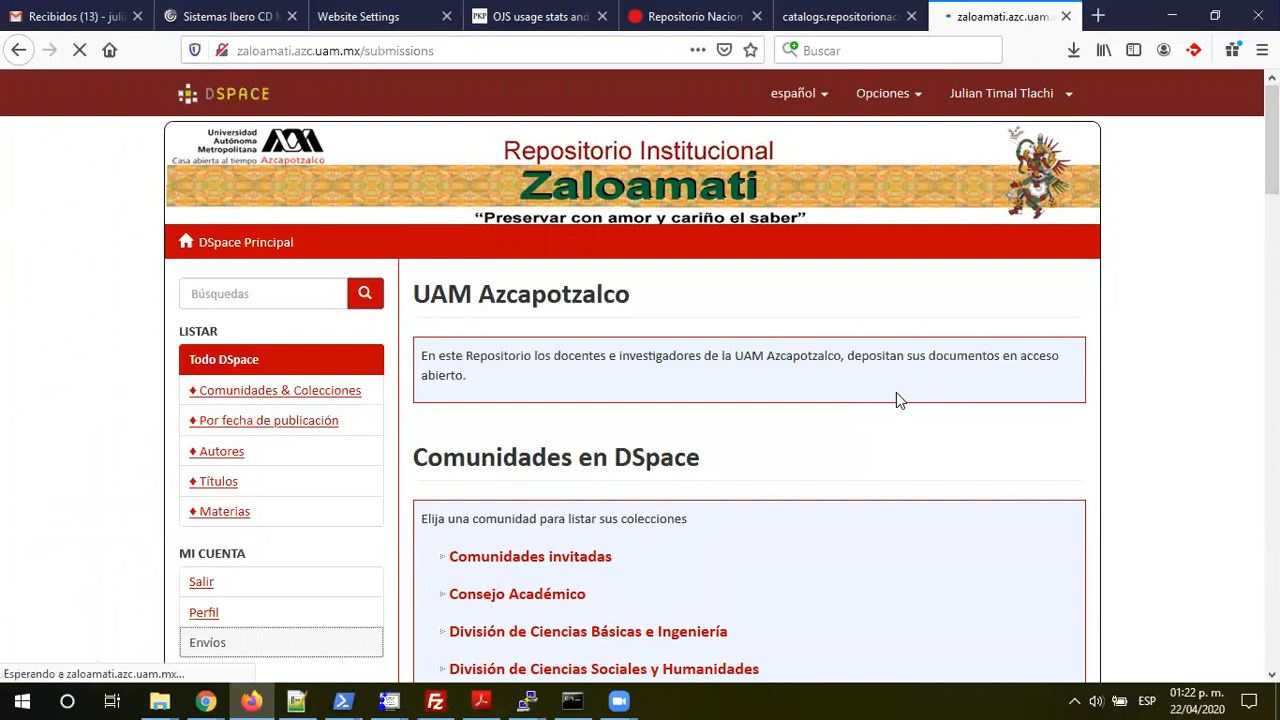 Recibidos (13) - julia
Sistemas Ibero CD M
Website Settings
PKP OJS usage stats and
Repositorio Nacion
catalogs.repositoriona
zaloamati.azc.uam.mx
zaloamati.azc.uam.mx/submissions
Buscar
DSPACE
español
Opciones
Julian Timal Tlachi
Universidad
Autónoma
Metropolitana
Casa abierta al tiempo Azcapotzalco
Repositorio Institucional
Zaloamati
“Preservar con amor y cariño el saber”
DSpace Principal
Búsquedas
LISTAR
Todo DSpace
♦ Comunidades & Colecciones
♦ Por fecha de publicación
♦ Autores
♦ Títulos
♦ Materias
MI CUENTA
Salir
Perfil
Envíos
UAM Azcapotzalco
En este Repositorio los docentes e investigadores de la UAM Azcapotzalco, depositan sus documentos en acceso
abierto.
Comunidades en DSpace
Elija una comunidad para listar sus colecciones
Comunidades invitadas
Consejo Académico
División de Ciencias Básicas e Ingeniería
División de Ciencias Sociales y Humanidades
Esperando a zaloamati.azc.uam.mx...
ESP
01:22 p. m.
22/04/2020